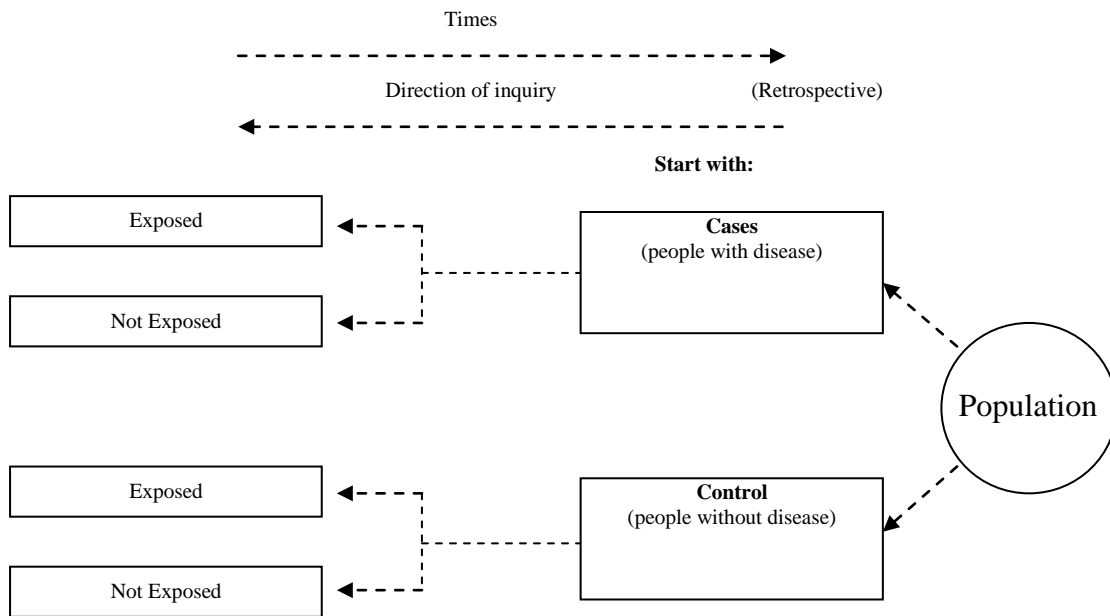 Times
Direction of inquiry (Retrospective)
Start with:
Exposed
Cases
(people with disease)
Not Exposed
Population
Exposed
Control
(people without disease)
Not Exposed